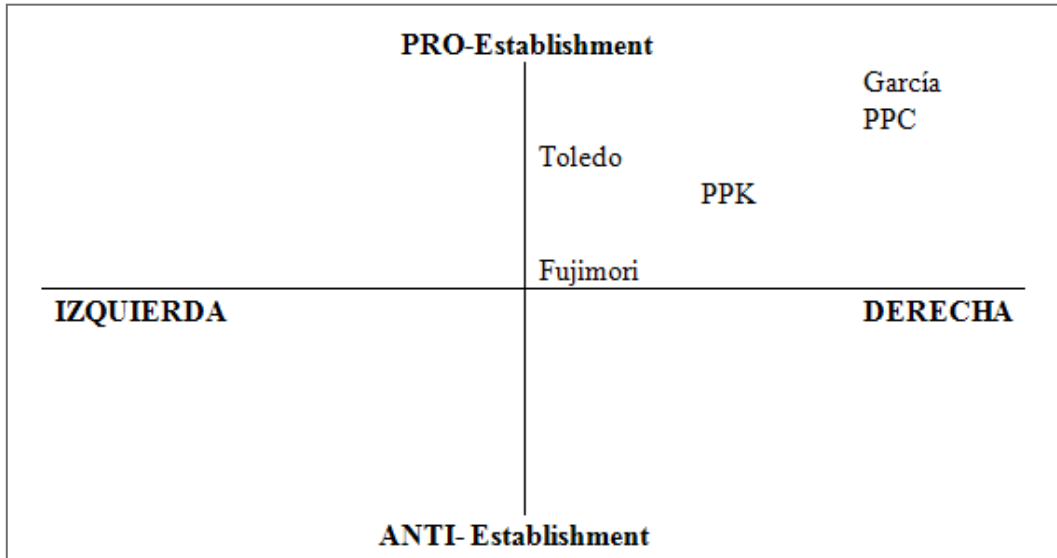 PRO-Establishment
García
PPC
Toledo
PPK
Fujimori
IZQUIERDA DERECHA
ANTI- Establishment